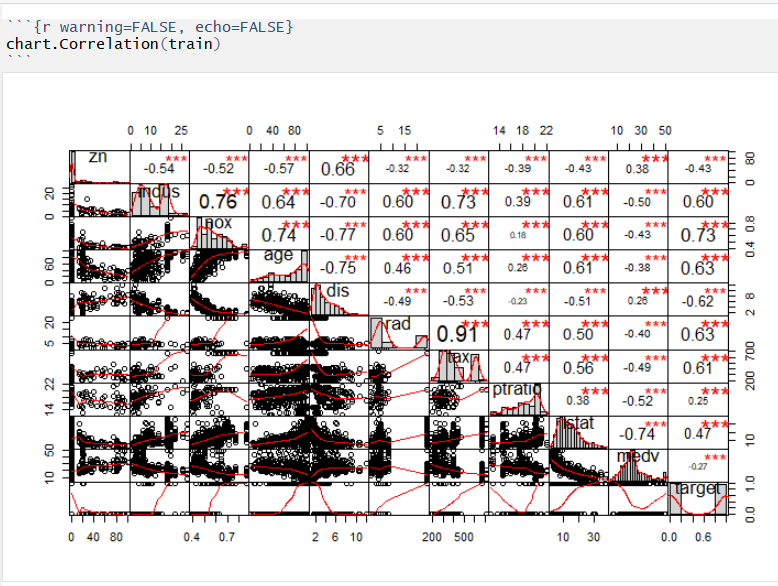 ```{r warning=FALSE, echo=FALSE}
chart.Correlation(train)
```
0 10 25 0 40 80 5 15 14 18 22 10 30 50
zn -0.54 *** -0.52 *** -0.57 *** 0.66 *** -0.32 *** -0.32 *** -0.39 *** -0.43 *** 0.38 *** -0.43 *** 0 80
0 20 indus 0.76 *** 0.64 *** -0.70 *** 0.60 *** 0.73 *** 0.39 *** 0.61 *** -0.50 *** 0.60 ***
nox 0.74 *** -0.77 *** 0.60 *** 0.65 *** 0.18 *** 0.60 *** -0.43 *** 0.73 *** 0.4 0.8
0 60 age -0.75 *** 0.46 *** 0.51 *** 0.26 *** 0.61 *** -0.38 *** 0.63 ***
dis -0.49 *** -0.53 *** -0.23 *** -0.51 *** 0.26 *** -0.62 *** 2 8
5 20 rad 0.91 *** 0.47 *** 0.50 *** -0.40 *** 0.63 ***
tax 0.47 *** 0.56 *** -0.49 *** 0.61 *** 200 700
14 22 ptratio 0.38 *** -0.52 *** 0.25 ***
lstat -0.74 *** 0.47 *** 10
10 50 medv -0.27 ***
target 0.0 1.0
0 40 80 0.4 0.7 2 6 10 200 500 10 30 0.0 0.6